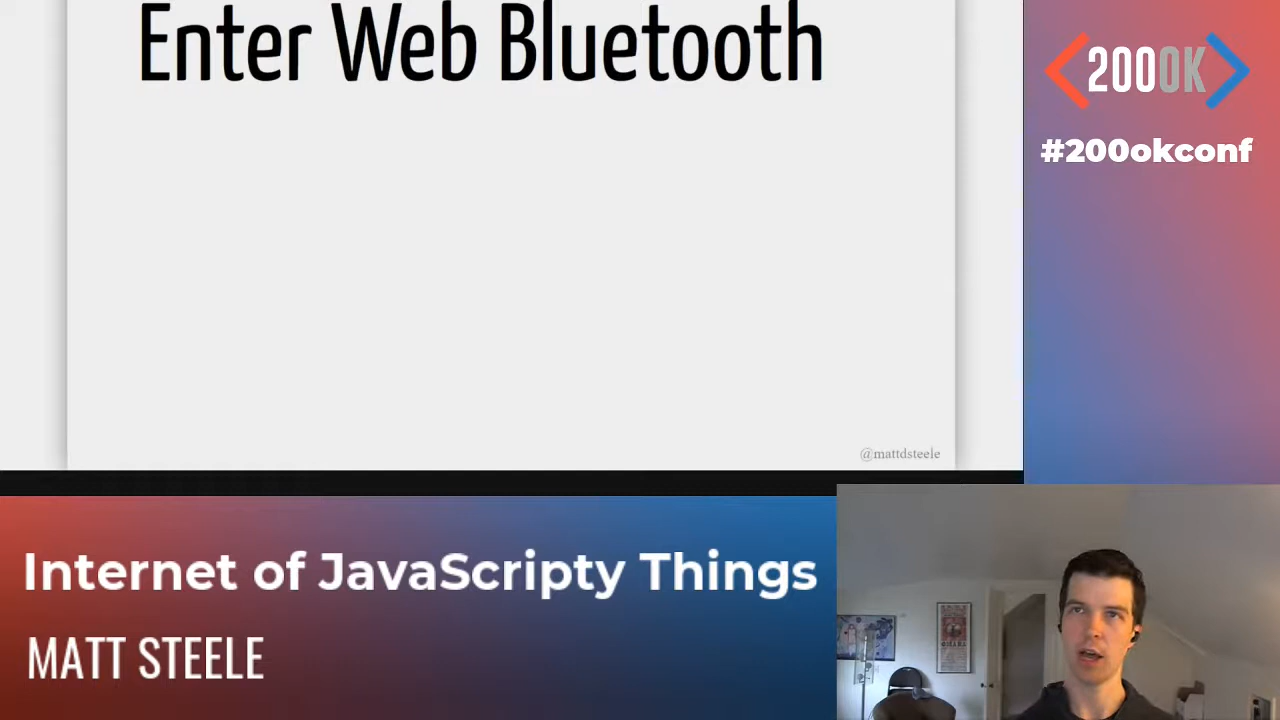 Enter Web Bluetooth
@mattdsteele
200OK
#200okconf
Internet of JavaScripty Things
MATT STEELE